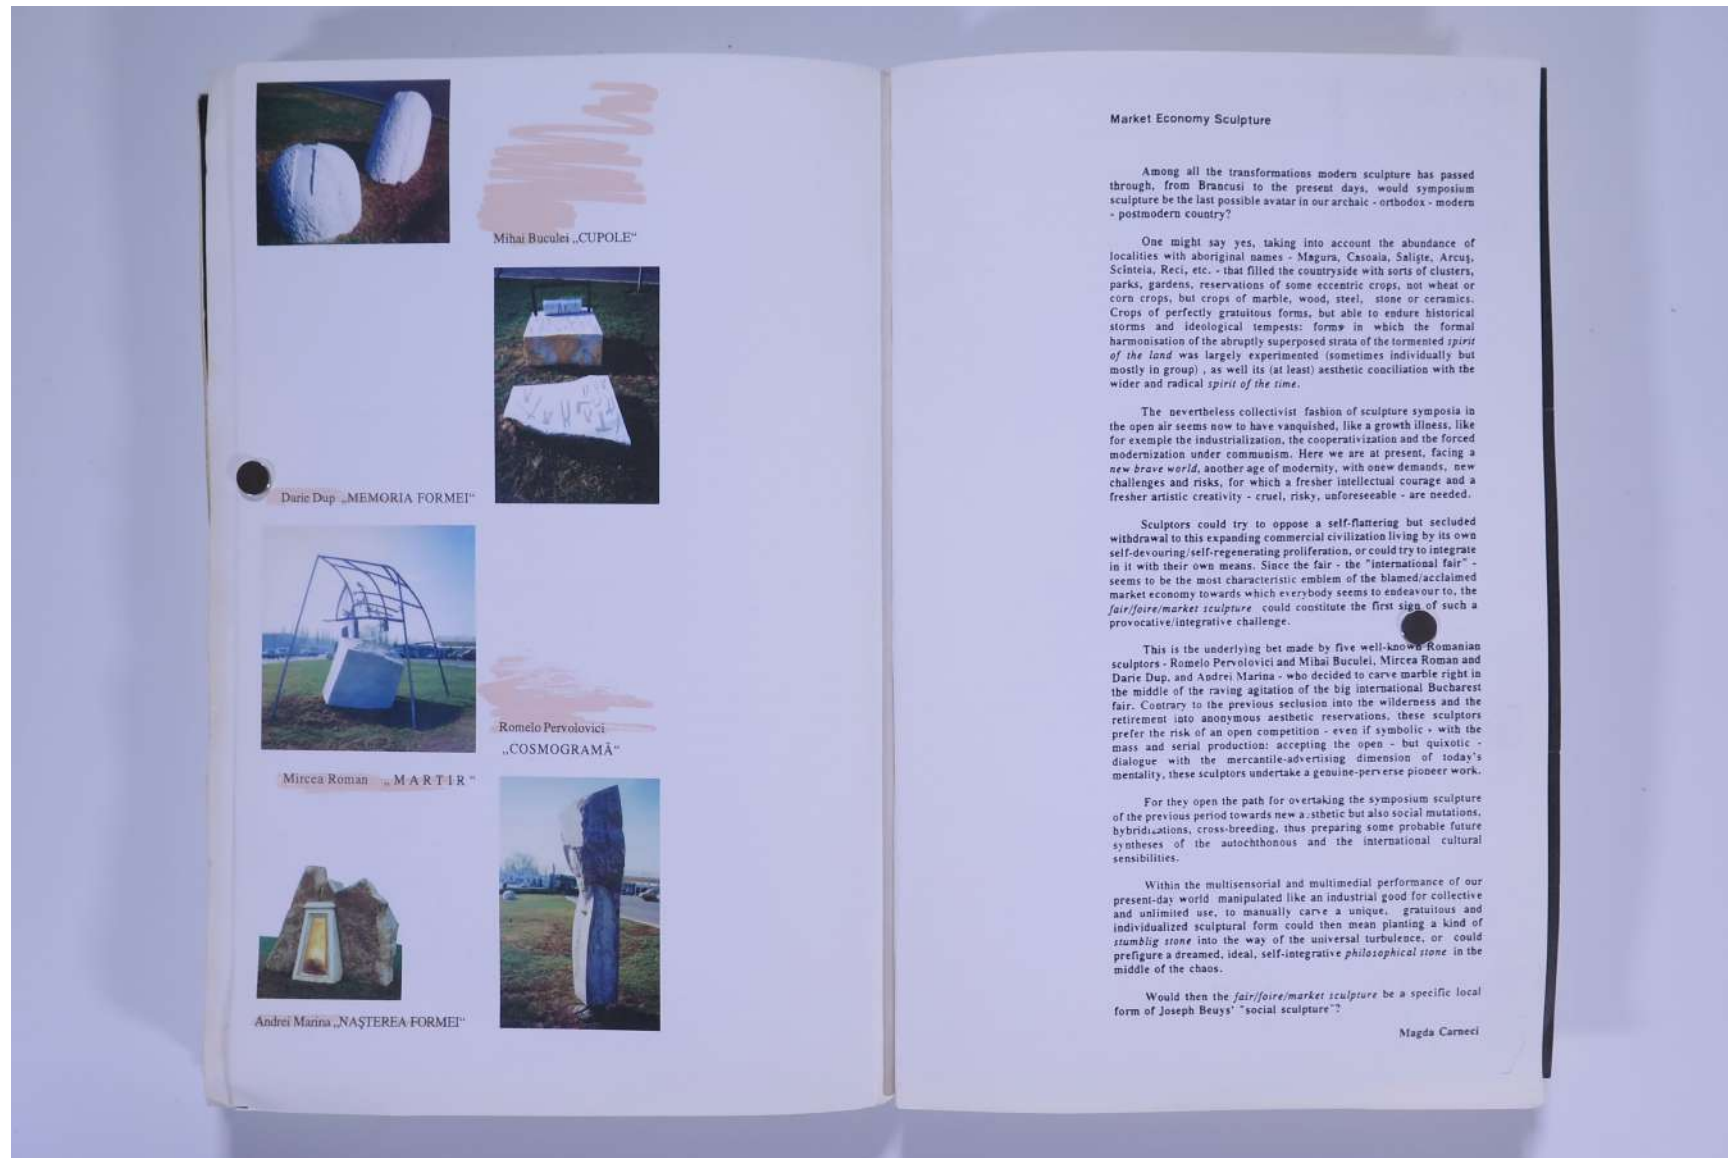 Mihai Buculei „CUPOLE“
Darie Dup „MEMORIA FORMEI“
Romelo Pervolovici
„COSMOGRAMĂ“
Mircea Roman „MARTIR“
Andrei Marina „NAŞTEREA FORMEI“
Market Economy Sculpture
Among all the transformations modern sculpture has passed
through, from Brancusi to the present days, would symposium
sculpture be the last possible avatar in our archaic - orthodox - modern
- postmodern country?
One might say yes, taking into account the abundance of
localities with aboriginal names - Magura, Casoaia, Salişte, Arcuş,
Scînteia, Reci, etc. - that filled the countryside with sorts of clusters,
parks, gardens, reservations of some eccentric crops, not wheat or
corn crops, but crops of marble, wood, steel, stone or ceramics.
Crops of perfectly gratuitous forms, but able to endure historical
storms and ideological tempests: forms in which the formal
harmonisation of the abruptly superposed strata of the tormented spirit
of the land was largely experimented (sometimes individually but
mostly in group) , as well its (at least) aesthetic conciliation with the
wider and radical spirit of the time.
The nevertheless collectivist fashion of sculpture symposia in
the open air seems now to have vanquished, like a growth illness, like
for exemple the industrialization, the cooperativization and the forced
modernization under communism. Here we are at present, facing a
new brave world, another age of modernity, with onew demands, new
challenges and risks, for which a fresher intellectual courage and a
fresher artistic creativity - cruel, risky, unforeseeable - are needed.
Sculptors could try to oppose a self-flattering but secluded
withdrawal to this expanding commercial civilization living by its own
self-devouring/self-regenerating proliferation, or could try to integrate
in it with their own means. Since the fair - the "international fair" -
seems to be the most characteristic emblem of the blamed/acclaimed
market economy towards which everybody seems to endeavour to, the
fair/foire/market sculpture could constitute the first sign of such a
provocative/integrative challenge.
This is the underlying bet made by five well-known Romanian
sculptors - Romelo Pervolovici and Mihai Buculei, Mircea Roman and
Darie Dup, and Andrei Marina - who decided to carve marble right in
the middle of the raving agitation of the big international Bucharest
fair. Contrary to the previous seclusion into the wilderness and the
retirement into anonymous aesthetic reservations, these sculptors
prefer the risk of an open competition - even if symbolic - with the
mass and serial production: accepting the open - but quixotic -
dialogue with the mercantile-advertising dimension of today's
mentality, these sculptors undertake a genuine-perverse pioneer work.
For they open the path for overtaking the symposium sculpture
of the previous period towards new aesthetic but also social mutations,
hybridizations, cross-breeding, thus preparing some probable future
syntheses of the autochthonous and the international cultural
sensibilities.
Within the multisensorial and multimedial performance of our
present-day world manipulated like an industrial good for collective
and unlimited use, to manually carve a unique, gratuitous and
individualized sculptural form could then mean planting a kind of
stumblig stone into the way of the universal turbulence, or could
prefigure a dreamed, ideal, self-integrative philosophical stone in the
middle of the chaos.
Would then the fair/foire/market sculpture be a specific local
form of Joseph Beuys' "social sculpture"?
Magda Carneci